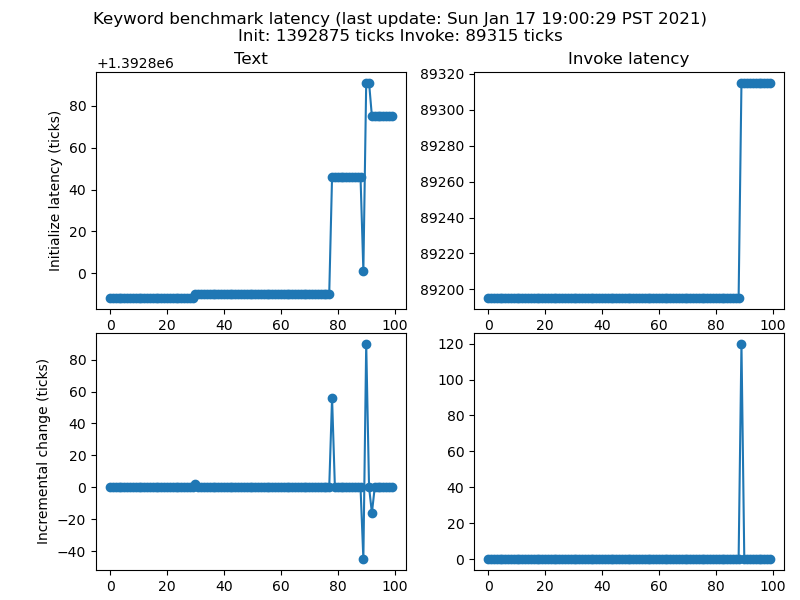 Keyword benchmark latency (last update: Sun Jan 17 19:00:29 PST 2021)
Init: 1392875 ticks Invoke: 89315 ticks
Text
+1.3928e6
Initialize latency (ticks)
80
60
40
20
0
0 20 40 60 80 100
Invoke latency
89320
89300
89280
89260
89240
89220
89200
0 20 40 60 80 100
Incremental change (ticks)
80
60
40
20
0
−20
−40
0 20 40 60 80 100
120
100
80
60
40
20
0
0 20 40 60 80 100